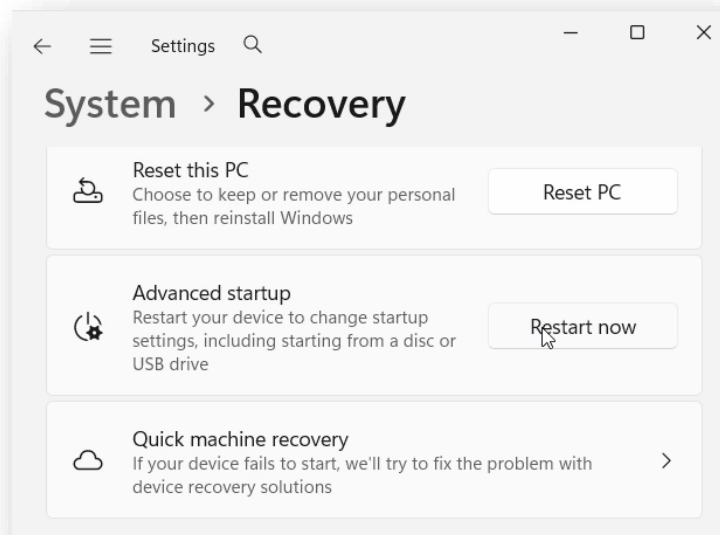 Settings
System > Recovery
Reset this PC
Choose to keep or remove your personal
files, then reinstall Windows
Reset PC
Advanced startup
Restart your device to change startup
settings, including starting from a disc or
USB drive
Restart now
Quick machine recovery
If your device fails to start, we'll try to fix the problem with
device recovery solutions